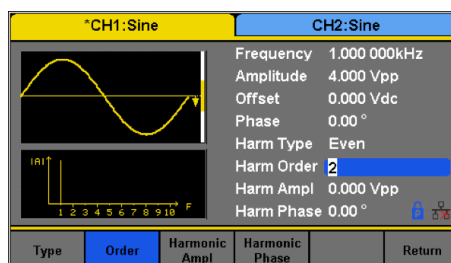 *CH1:Sine
CH2:Sine
Frequency 1.000 000kHz
Amplitude 4.000 Vpp
Offset 0.000 Vdc
Phase 0.00 °
Harm Type Even
Harm Order 2
Harm Ampl 0.000 Vpp
Harm Phase 0.00 °
|A|
1 2 3 4 5 6 7 8 9 10 F
P
Type
Order
Harmonic Ampl
Harmonic Phase
Return